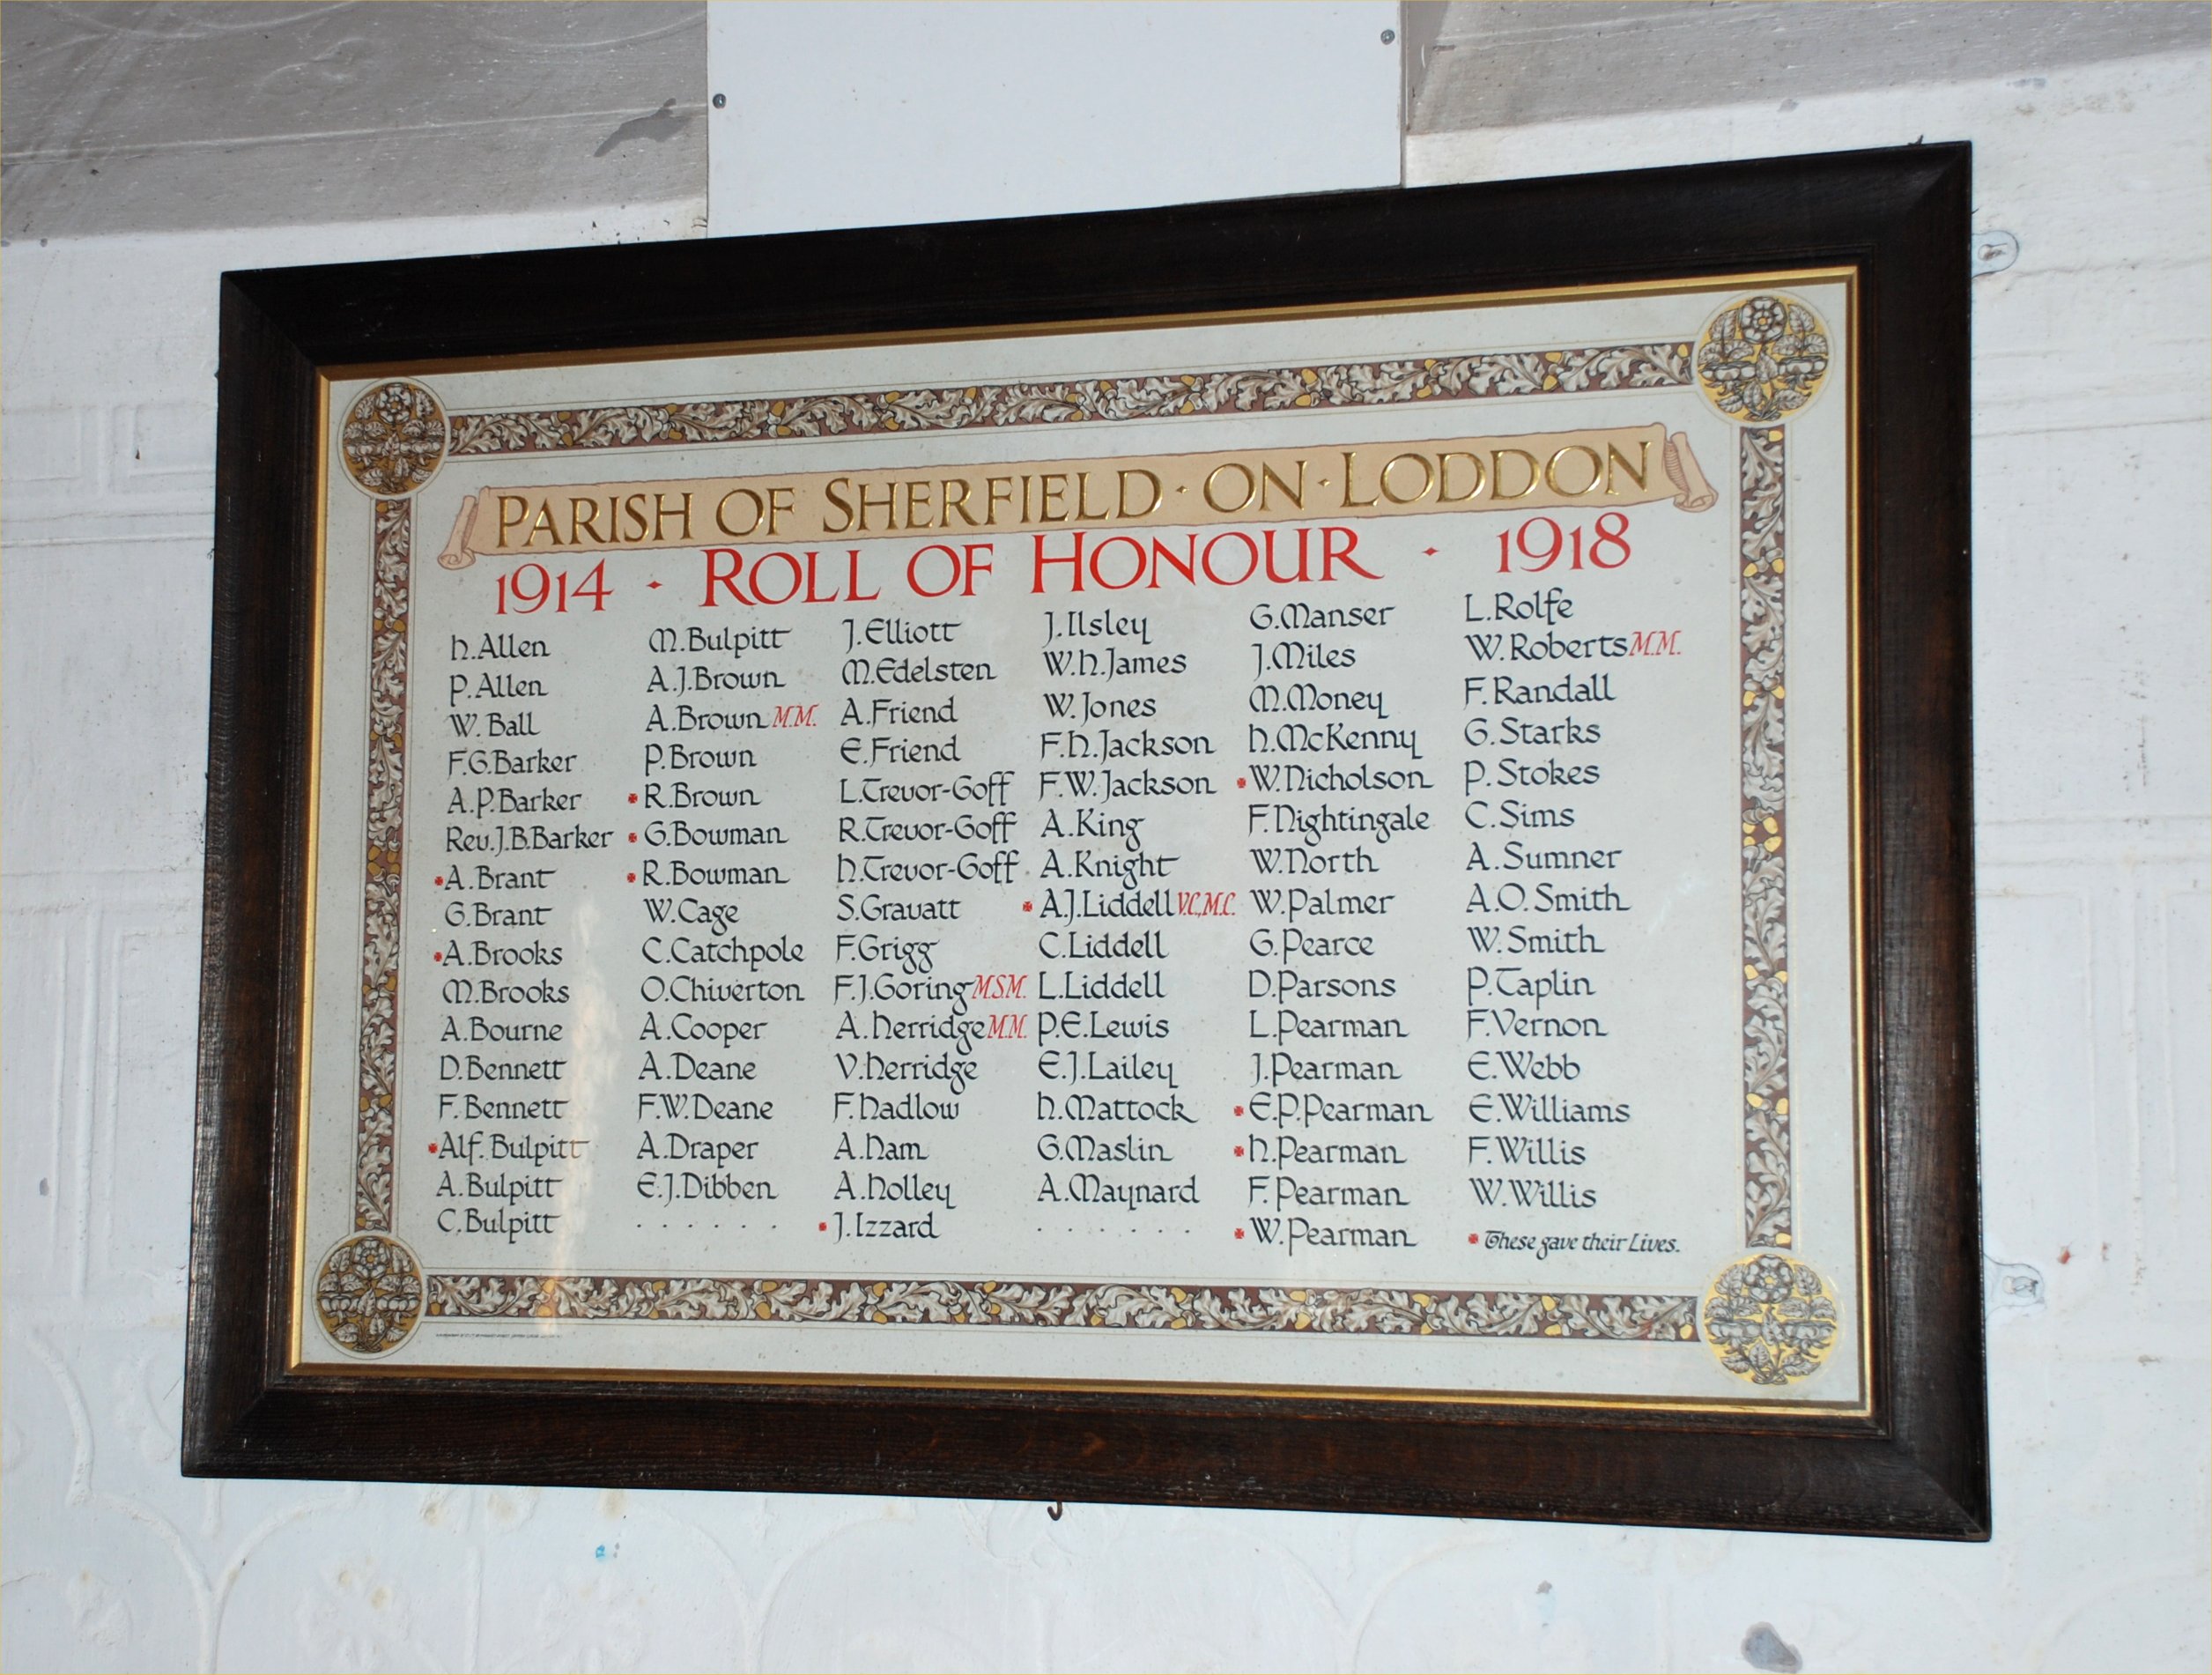 PARISH OF SHERFIELD · ON · LODDON
1914 · ROLL OF HONOUR · 1918
H.Allen
P.Allen
W.Ball
F.G.Barker
A.P.Barker
Rev.J.B.Barker
A.Brant
G.Brant
A.Brooks
M.Brooks
A.Bourne
D.Bennett
F.Bennett
Alf.Bulpitt
A.Bulpitt
C.Bulpitt
M.Bulpitt
A.J.Brown
A.Brown M.M.
P.Brown
R.Brown
G.Bowman
R.Bowman
W.Cage
C.Catchpole
O.Chiverton
A.Cooper
A.Deane
F.W.Deane
A.Draper
E.J.Dibben
. . . . . .
J.Elliott
M.Edelsten
A.Friend
E.Friend
L.Trevor-Goff
R.Trevor-Goff
H.Trevor-Goff
S.Gravatt
F.Grigg
F.J.Goring M.S.M.
A.Herridge M.M.
V.Herridge
F.Hadlow
A.Ham
A.Holley
J.Izzard
J.Ilsley
W.H.James
W.Jones
F.H.Jackson
F.W.Jackson
A.King
A.Knight
A.J.Liddell V.C.,M.C.
C.Liddell
L.Liddell
P.E.Lewis
E.J.Lailey
H.Mattock
G.Maslin
A.Maynard
. . . . . .
G.Manser
J.Miles
M.Money
H.McKenny
W.Nicholson
F.Nightingale
W.North
W.Palmer
G.Pearce
D.Parsons
L.Pearman
J.Pearman
E.P.Pearman
H.Pearman
F.Pearman
W.Pearman
L.Rolfe
W.Roberts M.M.
F.Randall
G.Starks
P.Stokes
C.Sims
A.Sumner
A.O.Smith
W.Smith
P.Taplin
F.Vernon
E.Webb
E.Williams
F.Willis
W.Willis
These gave their Lives.